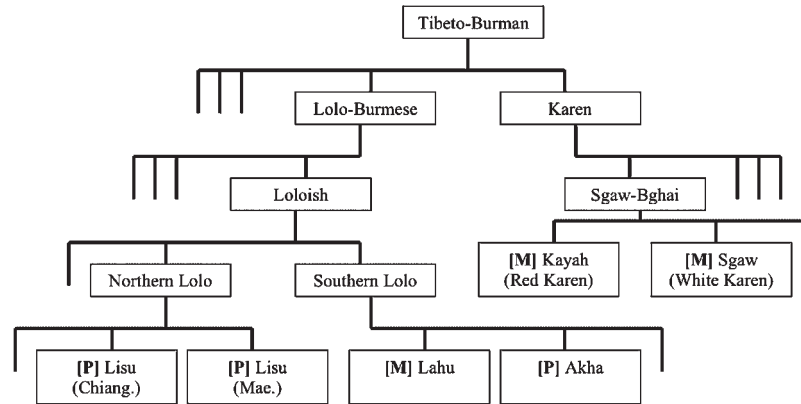 Tibeto-Burman
Lolo-Burmese
Karen
Loloish
Sgaw-Bghai
Northern Lolo
Southern Lolo
[M] Kayah
(Red Karen)
[M] Sgaw
(White Karen)
[P] Lisu
(Chiang.)
[P] Lisu
(Mae.)
[M] Lahu
[P] Akha